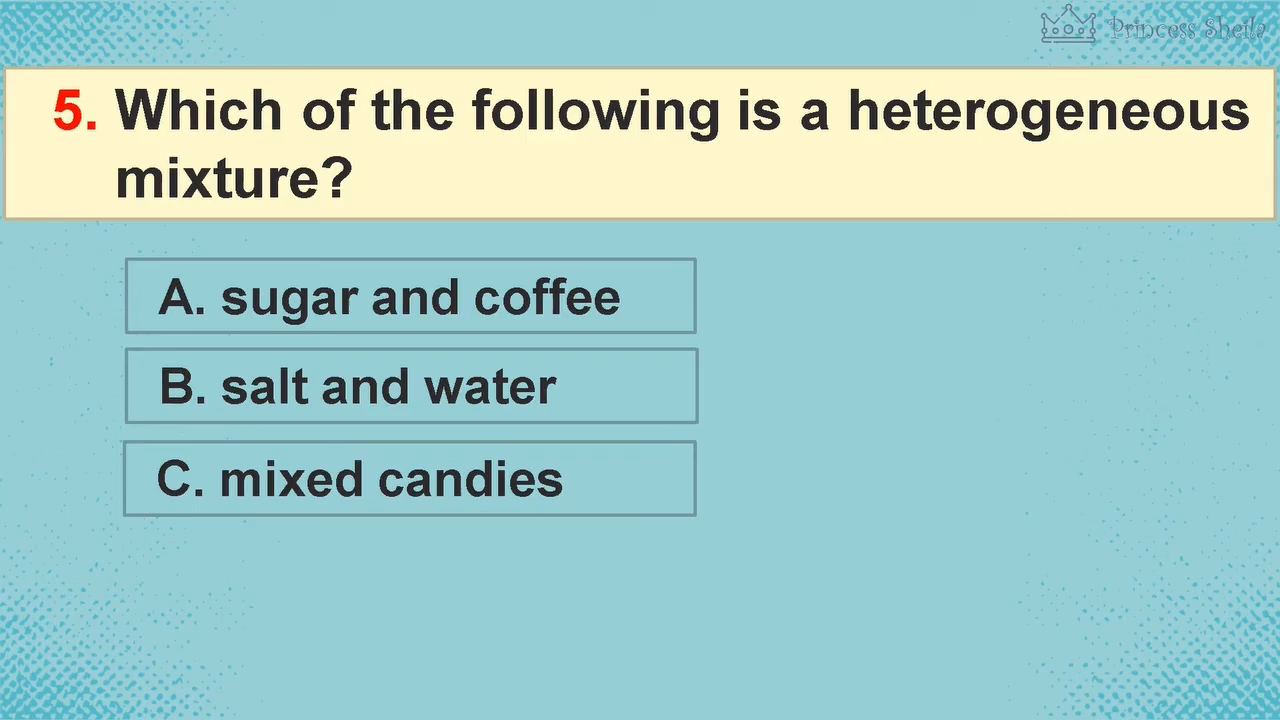 Princess Sheila
5. Which of the following is a heterogeneous
mixture?
A. sugar and coffee
B. salt and water
C. mixed candies